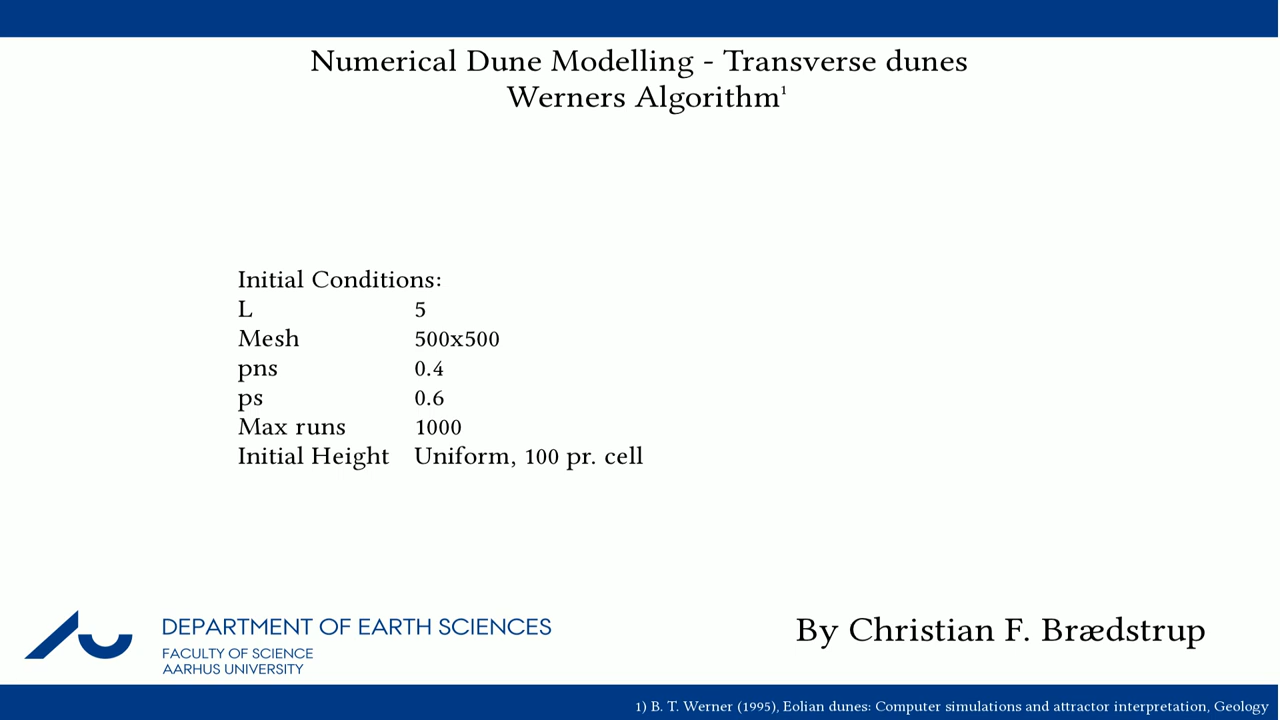 Numerical Dune Modelling - Transverse dunes
Werners Algorithm¹
Initial Conditions:
L 5
Mesh 500x500
pns 0.4
ps 0.6
Max runs 1000
Initial Height Uniform, 100 pr. cell
DEPARTMENT OF EARTH SCIENCES
FACULTY OF SCIENCE
AARHUS UNIVERSITY
By Christian F. Brædstrup
1) B. T. Werner (1995), Eolian dunes: Computer simulations and attractor interpretation, Geology